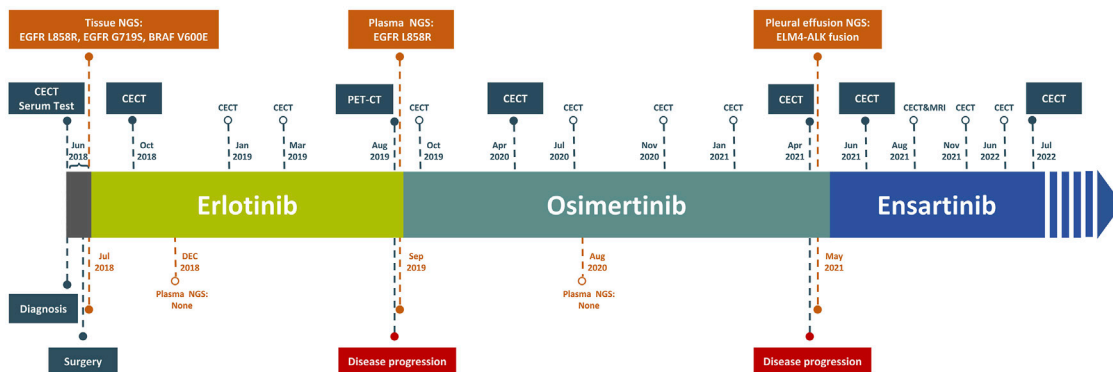 Tissue NGS:
EGFR L858R, EGFR G719S, BRAF V600E
Plasma NGS:
EGFR L858R
Pleural effusion NGS:
ELM4-ALK fusion
CECT
Serum Test
CECT
CECT
CECT
PET-CT
CECT
CECT
CECT
CECT
CECT
CECT
CECT
CECT&MRI
CECT
CECT
CECT
Jun
2018
Oct
2018
Jan
2019
Mar
2019
Aug
2019
Oct
2019
Apr
2020
Jul
2020
Nov
2020
Jan
2021
Apr
2021
Jun
2021
Aug
2021
Nov
2021
Jun
2022
Jul
2022
Erlotinib
Osimertinib
Ensartinib
Jul
2018
DEC
2018
Sep
2019
Aug
2020
May
2021
Plasma NGS:
None
Plasma NGS:
None
Diagnosis
Surgery
Disease progression
Disease progression